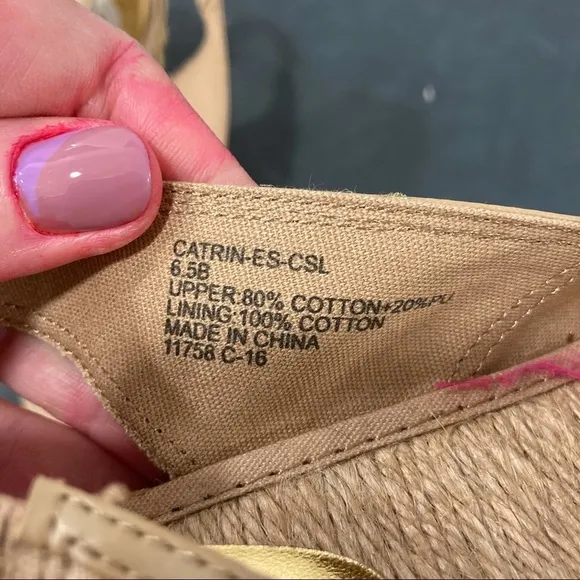 CATRIN-ES-CSL
6.5B
UPPER:80% COTTON+20%PU
LINING:100% COTTON
MADE IN CHINA
11758 C-16